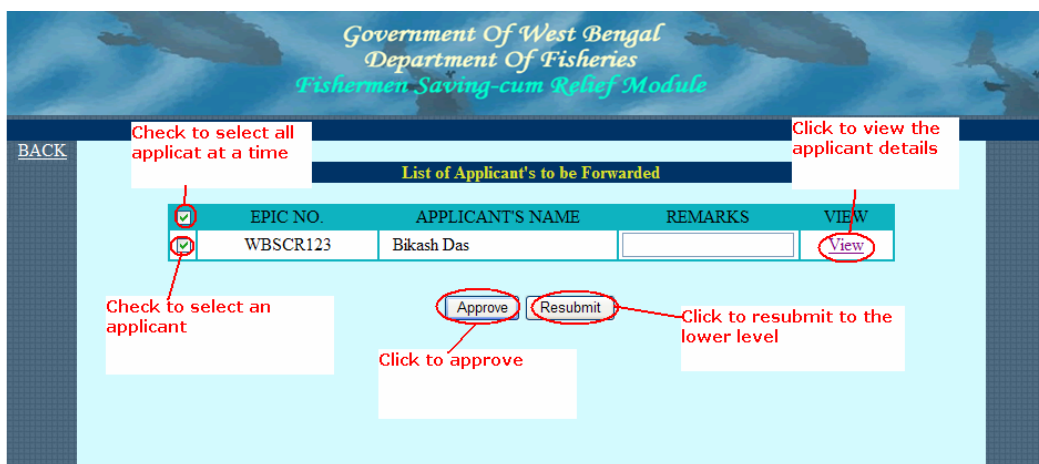 Government Of West Bengal
Department Of Fisheries
Fishermen Saving-cum Relief Module
BACK
Check to select all
applicat at a time
Click to view the
applicant details
List of Applicant's to be Forwarded
EPIC NO. APPLICANT'S NAME REMARKS VIEW
WBSCR123 Bikash Das View
Check to select an
applicant
Approve Resubmit
Click to resubmit to the
lower level
Click to approve